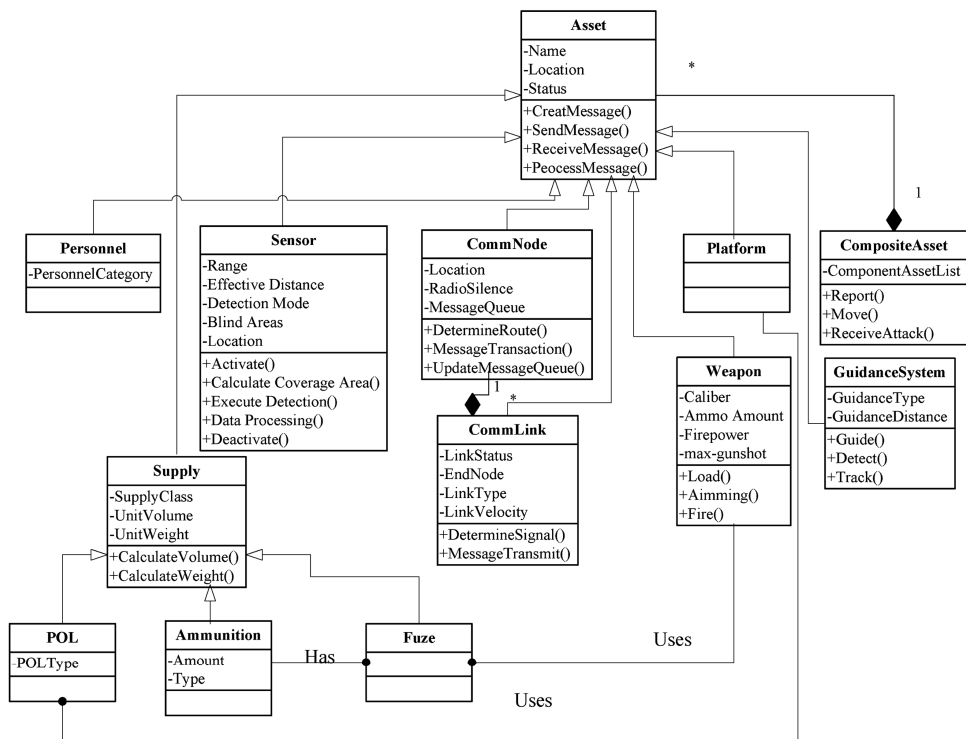 Asset
-Name
-Location
-Status
+CreatMessage()
+SendMessage()
+ReceiveMessage()
+PeocessMessage()
*
1
Personnel
-PersonnelCategory
Sensor
-Range
-Effective Distance
-Detection Mode
-Blind Areas
-Location
+Activate()
+Calculate Coverage Area()
+Execute Detection()
+Data Processing()
+Deactivate()
CommNode
-Location
-RadioSilence
-MessageQueue
+DetermineRoute()
+MessageTransaction()
+UpdateMessageQueue()
1
*
Platform
CompositeAsset
-ComponentAssetList
+Report()
+Move()
+ReceiveAttack()
Weapon
-Caliber
-Ammo Amount
-Firepower
-max-gunshot
+Load()
+Aimming()
+Fire()
GuidanceSystem
-GuidanceType
-GuidanceDistance
+Guide()
+Detect()
+Track()
CommLink
-LinkStatus
-EndNode
-LinkType
-LinkVelocity
+DetermineSignal()
+MessageTransmit()
Supply
-SupplyClass
-UnitVolume
-UnitWeight
+CalculateVolume()
+CalculateWeight()
POL
-POLType
Ammunition
-Amount
-Type
Has
Fuze
Uses
Uses